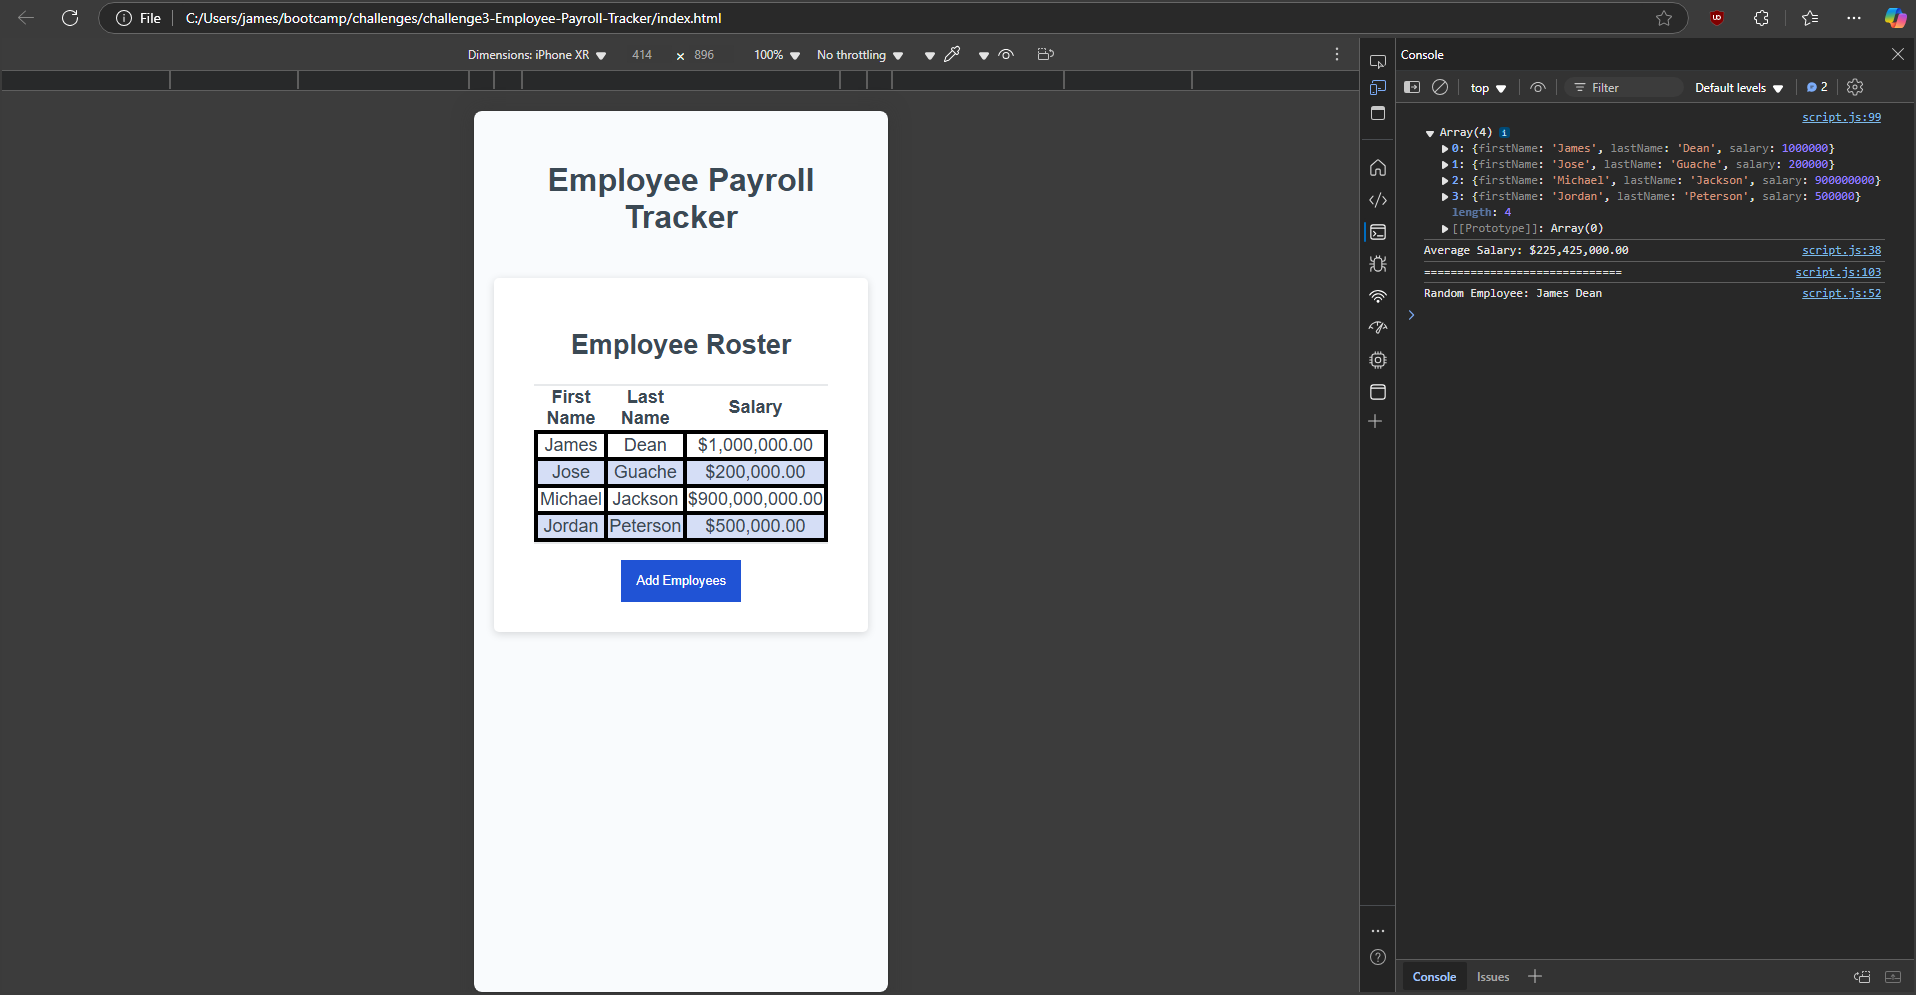 File C:/Users/james/bootcamp/challenges/challenge3-Employee-Payroll-Tracker/index.html
Dimensions: iPhone XR 414 × 896 100% No throttling
Employee Payroll
Tracker
Employee Roster
First Name Last Name Salary
James Dean $1,000,000.00
Jose Guache $200,000.00
Michael Jackson $900,000,000.00
Jordan Peterson $500,000.00
Add Employees
Console
top Filter Default levels 2
script.js:99
Array(4) i
0: {firstName: 'James', lastName: 'Dean', salary: 1000000}
1: {firstName: 'Jose', lastName: 'Guache', salary: 200000}
2: {firstName: 'Michael', lastName: 'Jackson', salary: 900000000}
3: {firstName: 'Jordan', lastName: 'Peterson', salary: 500000}
length: 4
[[Prototype]]: Array(0)
Average Salary: $225,425,000.00 script.js:38
============================== script.js:103
Random Employee: James Dean script.js:52
Console Issues